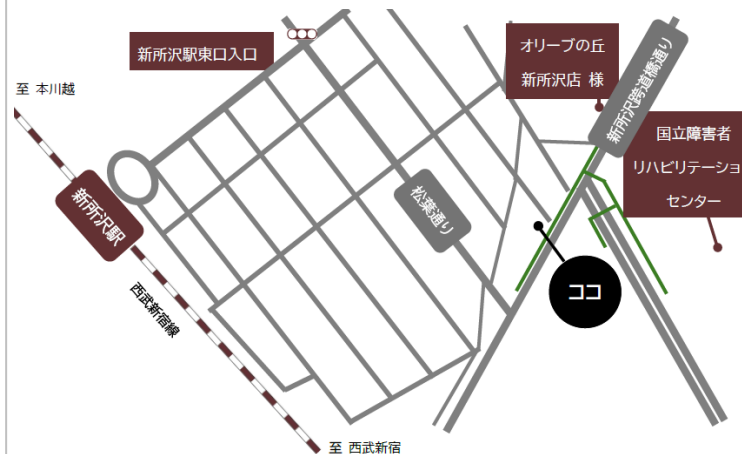 新所沢駅東口入口
オリーブの丘
新所沢店 様
新所沢跨道橋通り
至 本川越
国立障害者
リハビリテーショ
センター
新所沢駅
松葉通り
ココ
西武新宿線
至 西武新宿